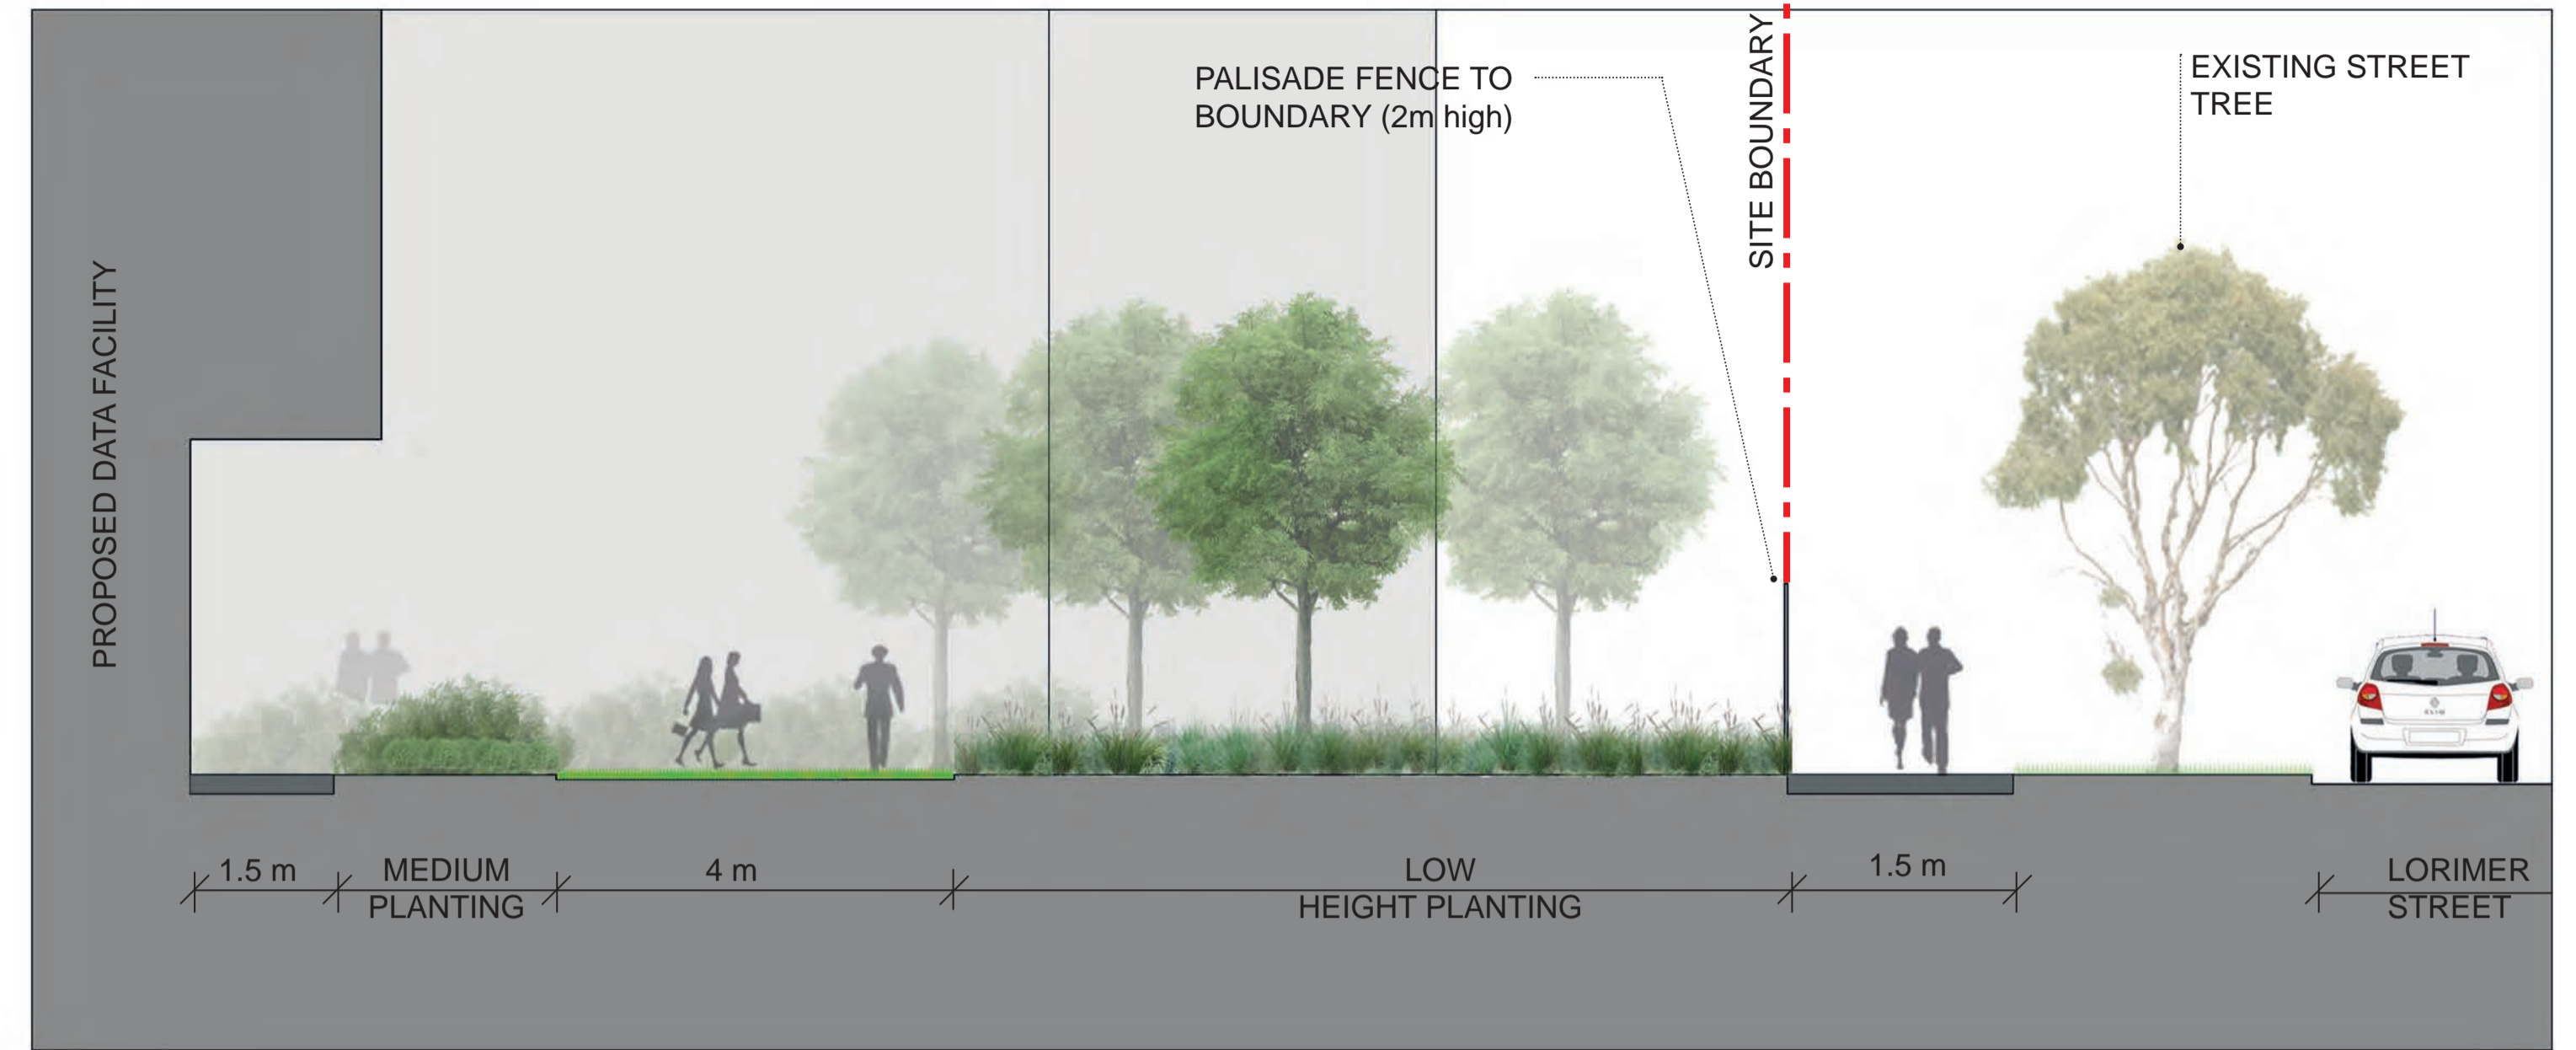 PALISADE FENCE TO
BOUNDARY (2m high)
SITE BOUNDARY
EXISTING STREET
TREE
PROPOSED DATA FACILITY
1.5 m
MEDIUM
PLANTING
4 m
LOW
HEIGHT PLANTING
1.5 m
LORIMER
STREET
CLIO